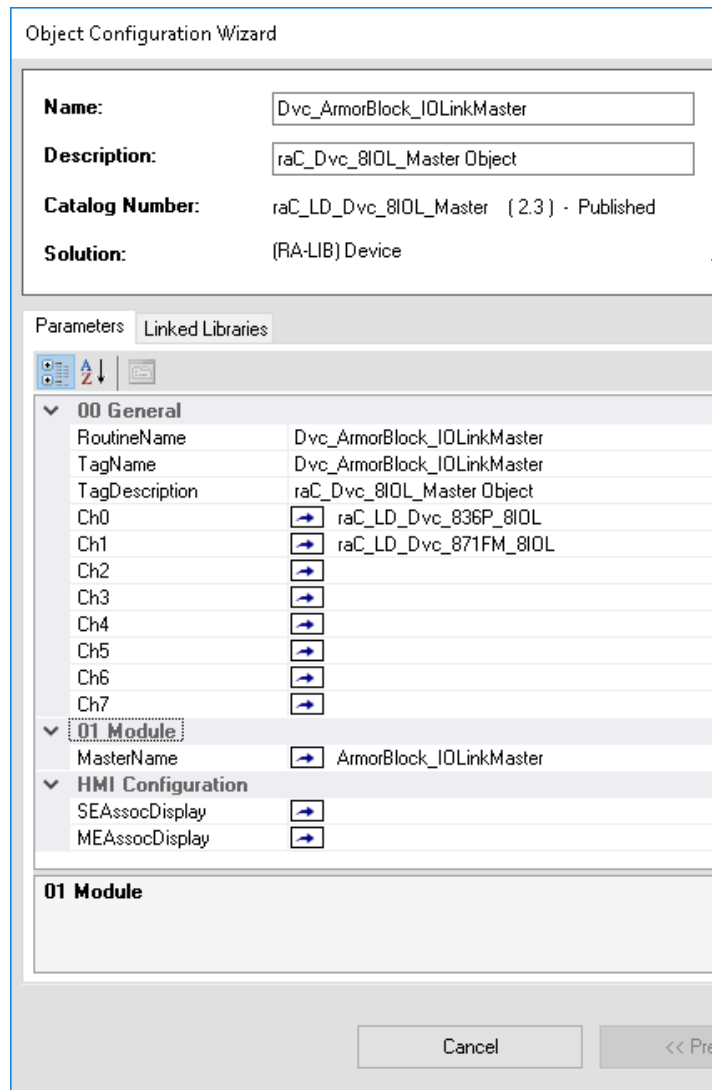 Object Configuration Wizard
Name: Dvc_ArmorBlock_IOLinkMaster
Description: raC_Dvc_8IOL_Master Object
Catalog Number: raC_LD_Dvc_8IOL_Master ( 2.3 ) - Published
Solution: (RA-LIB) Device
Parameters Linked Libraries
00 General
RoutineName Dvc_ArmorBlock_IOLinkMaster
TagName Dvc_ArmorBlock_IOLinkMaster
TagDescription raC_Dvc_8IOL_Master Object
Ch0 raC_LD_Dvc_836P_8IOL
Ch1 raC_LD_Dvc_871FM_8IOL
Ch2
Ch3
Ch4
Ch5
Ch6
Ch7
01 Module
MasterName ArmorBlock_IOLinkMaster
HMI Configuration
SEAssocDisplay
MEAssocDisplay
01 Module
Cancel << Pre